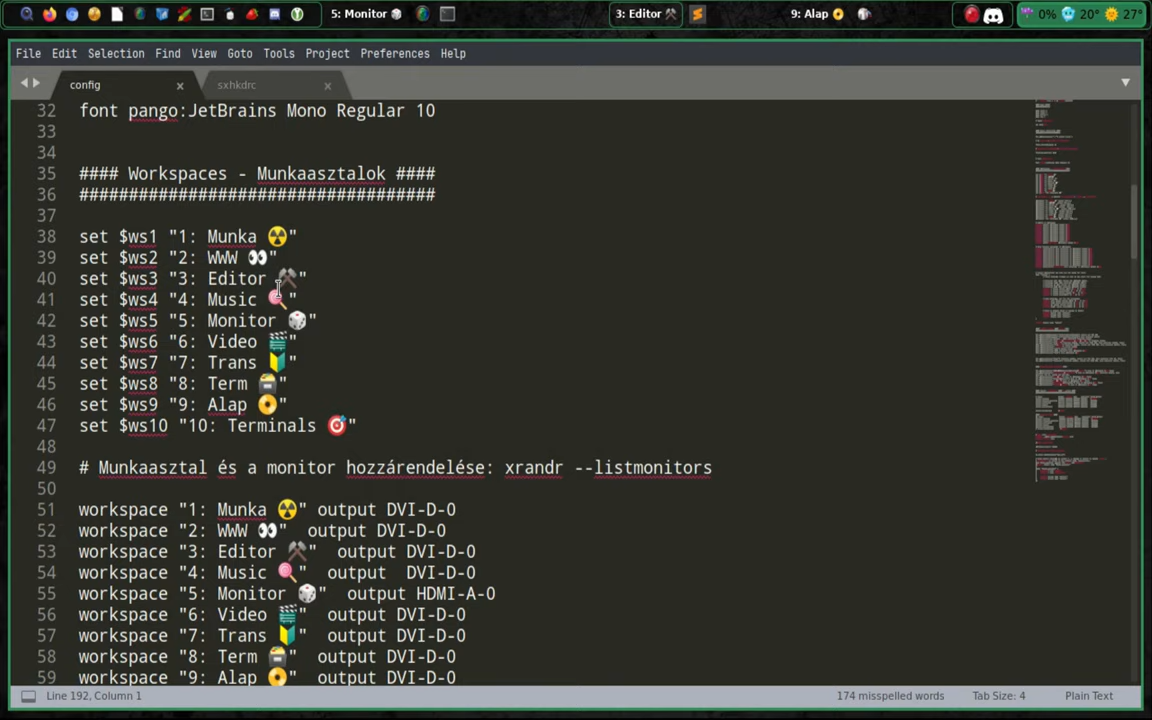 5: Monitor 🎲 3: Editor ⚒ 9: Alap 📀 0% 20° 27°
File Edit Selection Find View Goto Tools Project Preferences Help
config × sxhkdrc ×
32 font pango:JetBrains Mono Regular 10
33
34
35 #### Workspaces - Munkaasztalok ####
36 ####################################
37
38 set $ws1 "1: Munka ☢"
39 set $ws2 "2: WWW 👀"
40 set $ws3 "3: Editor ⚒"
41 set $ws4 "4: Music 🍭"
42 set $ws5 "5: Monitor 🎲"
43 set $ws6 "6: Video 🎬"
44 set $ws7 "7: Trans 🔰"
45 set $ws8 "8: Term 🗃"
46 set $ws9 "9: Alap 📀"
47 set $ws10 "10: Terminals 🎯"
48
49 # Munkaasztal és a monitor hozzárendelése: xrandr --listmonitors
50
51 workspace "1: Munka ☢" output DVI-D-0
52 workspace "2: WWW 👀"  output DVI-D-0
53 workspace "3: Editor ⚒"  output DVI-D-0
54 workspace "4: Music 🍭"  output  DVI-D-0
55 workspace "5: Monitor 🎲"  output HDMI-A-0
56 workspace "6: Video 🎬"  output DVI-D-0
57 workspace "7: Trans 🔰"  output DVI-D-0
58 workspace "8: Term 🗃"  output DVI-D-0
59 workspace "9: Alap 📀"  output DVI-D-0
Line 192, Column 1 174 misspelled words Tab Size: 4 Plain Text